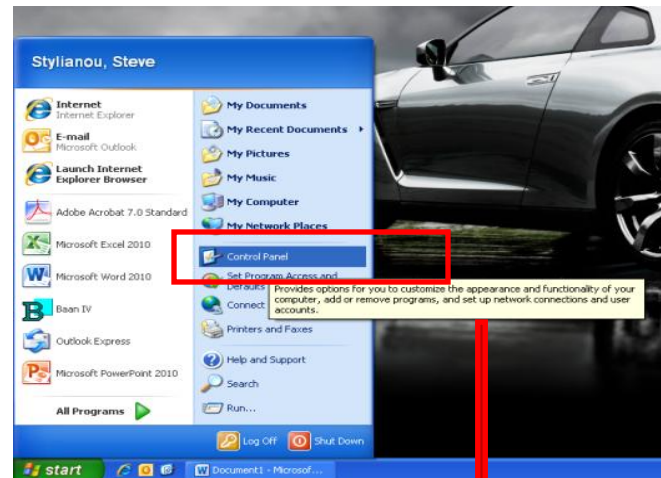 Stylianou, Steve
Internet
Internet Explorer
E-mail
Microsoft Outlook
Launch Internet
Explorer Browser
Adobe Acrobat 7.0 Standard
Microsoft Excel 2010
Microsoft Word 2010
Baan IV
Outlook Express
Microsoft PowerPoint 2010
All Programs
My Documents
My Recent Documents
My Pictures
My Music
My Computer
My Network Places
Control Panel
Set Program Access and
Defaults
Provides options for you to customize the appearance and functionality of your
computer, add or remove programs, and set up network connections and user
accounts.
Connect
Printers and Faxes
Help and Support
Search
Run...
Log Off
Shut Down
start
Document1 - Microsof...